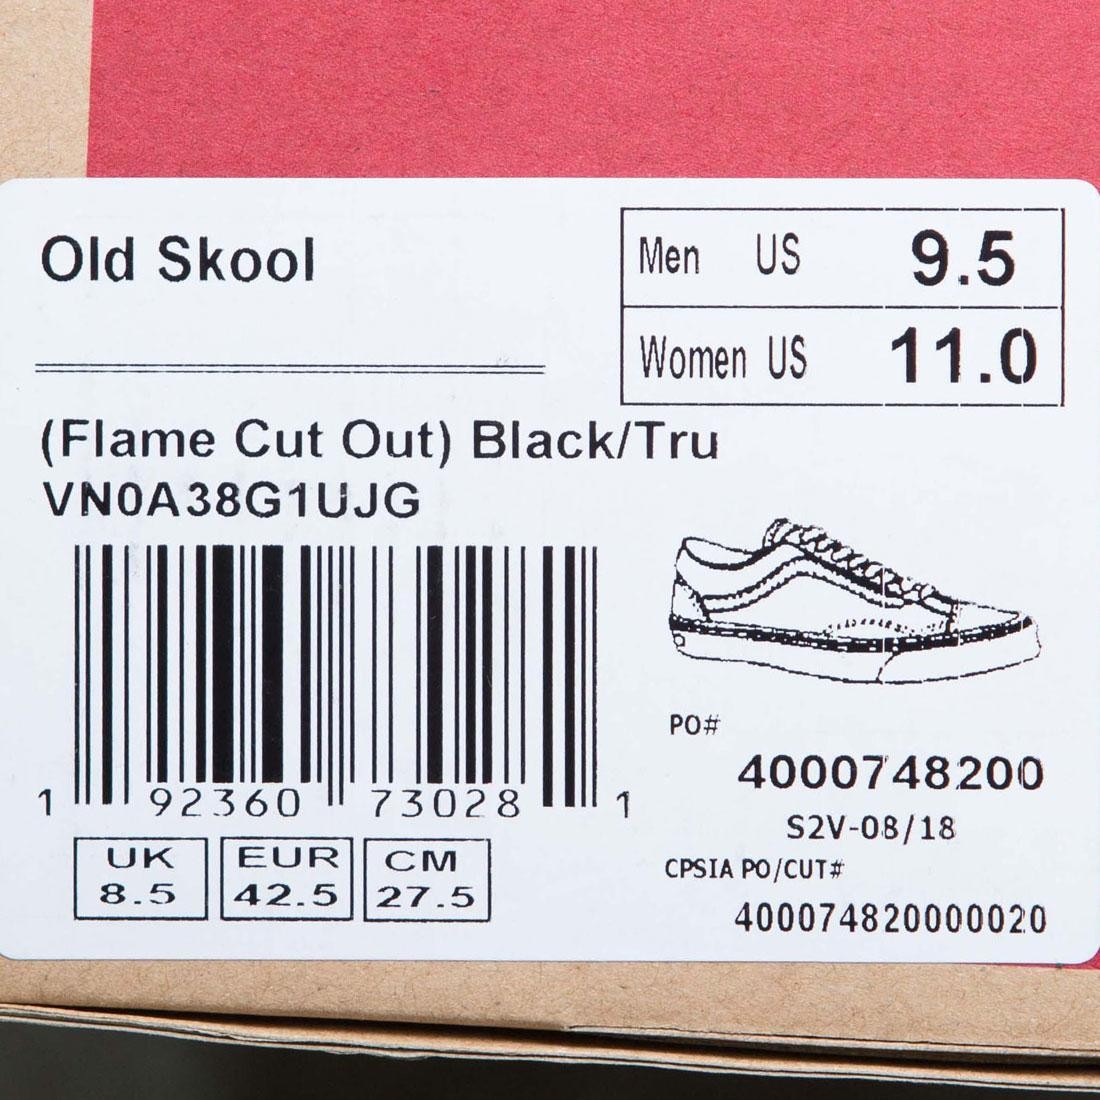 Old Skool
Men US 9.5
Women US 11.0
(Flame Cut Out) Black/Tru
VN0A38G1UJG
1 92360 73028 1
UK 8.5
EUR 42.5
CM 27.5
PO#
4000748200
S2V-08/18
CPSIA PO/CUT#
400074820000020